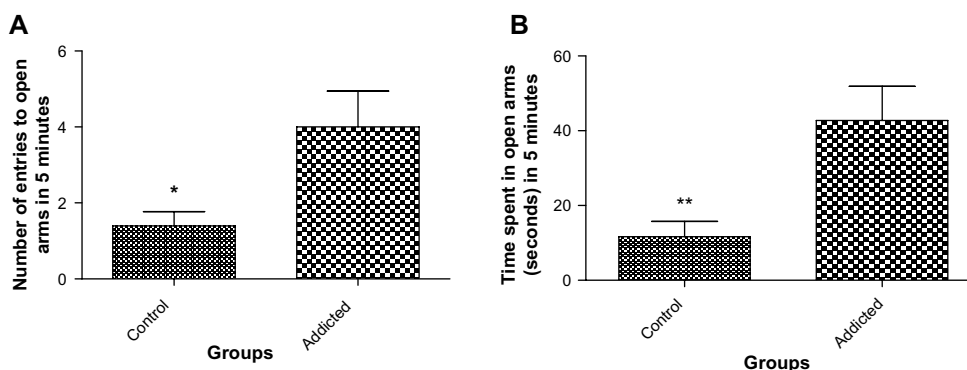 A
Number of entries to open
arms in 5 minutes
6
4
2
0
*
Control
Addicted
Groups
B
Time spent in open arms
(seconds) in 5 minutes
60
40
20
0
**
Control
Addicted
Groups